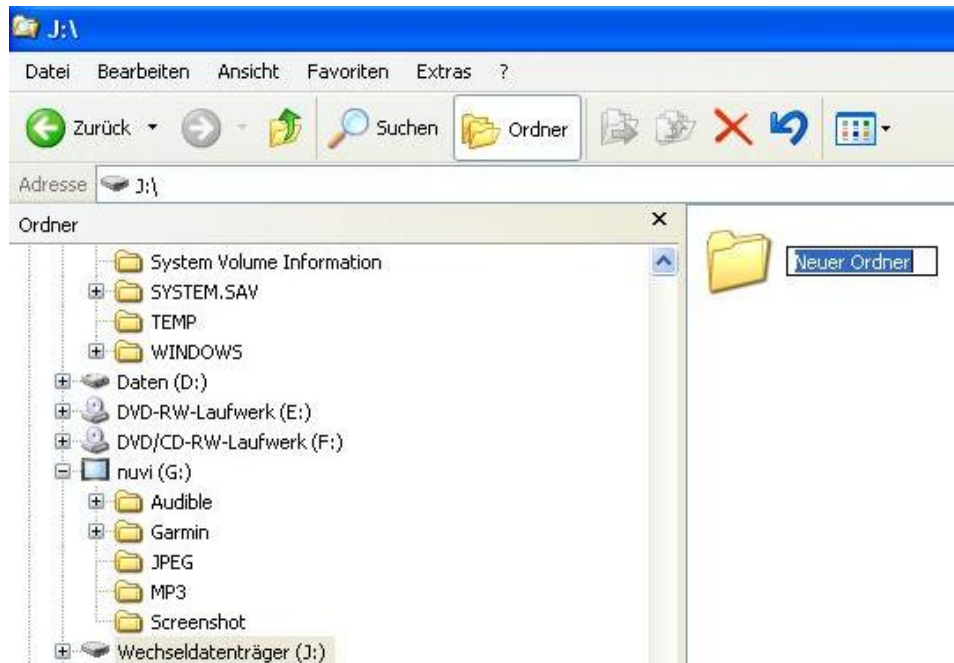 J:\
Datei Bearbeiten Ansicht Favoriten Extras ?
Zurück Suchen Ordner
Adresse J:\
Ordner
Neuer Ordner
System Volume Information
SYSTEM.SAV
TEMP
WINDOWS
Daten (D:)
DVD-RW-Laufwerk (E:)
DVD/CD-RW-Laufwerk (F:)
nuvi (G:)
Audible
Garmin
JPEG
MP3
Screenshot
Wechseldatenträger (J:)